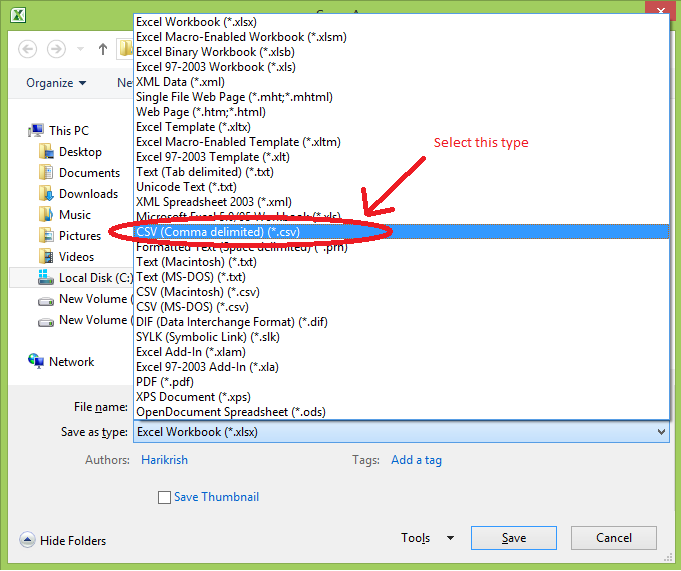 Excel Workbook (*.xlsx)
Excel Macro-Enabled Workbook (*.xlsm)
Excel Binary Workbook (*.xlsb)
Excel 97-2003 Workbook (*.xls)
XML Data (*.xml)
Single File Web Page (*.mht;*.mhtml)
Web Page (*.htm;*.html)
Excel Template (*.xltx)
Excel Macro-Enabled Template (*.xltm)
Excel 97-2003 Template (*.xlt)
Text (Tab delimited) (*.txt)
Unicode Text (*.txt)
XML Spreadsheet 2003 (*.xml)
Microsoft Excel 5.0/95 Workbook (*.xls)
CSV (Comma delimited) (*.csv)
Formatted Text (Space delimited) (*.prn)
Text (Macintosh) (*.txt)
Text (MS-DOS) (*.txt)
CSV (Macintosh) (*.csv)
CSV (MS-DOS) (*.csv)
DIF (Data Interchange Format) (*.dif)
SYLK (Symbolic Link) (*.slk)
Excel Add-In (*.xlam)
Excel 97-2003 Add-In (*.xla)
PDF (*.pdf)
XPS Document (*.xps)
OpenDocument Spreadsheet (*.ods)
Select this type
Organize
This PC
Desktop
Documents
Downloads
Music
Pictures
Videos
Local Disk (C:)
New Volume (
New Volume (
Network
File name:
Save as type: Excel Workbook (*.xlsx)
Authors: Harikrish Tags: Add a tag
Save Thumbnail
Hide Folders Tools Save Cancel